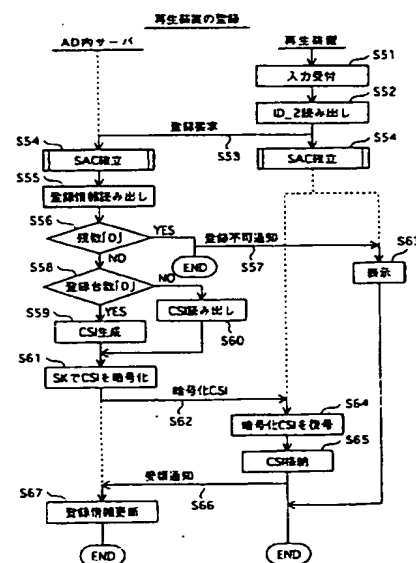 再生装置の登録
AD内サーバ
再生装置
S51
入力受付
S52
ID_2読み出し
登録要求
S53
S54
SAC確立
S54
SAC確立
S55
登録情報読み出し
S56
残数「0」
YES
END
登録不可通知
S57
S63
表示
NO
S58
登録台数「0」
NO
YES
S59
CSI生成
CSI読み出し
S60
S61
SKでCSIを暗号化
暗号化CSI
S62
S64
暗号化CSIを復号
S65
CSI格納
受領通知
S66
S67
登録情報更新
END
END